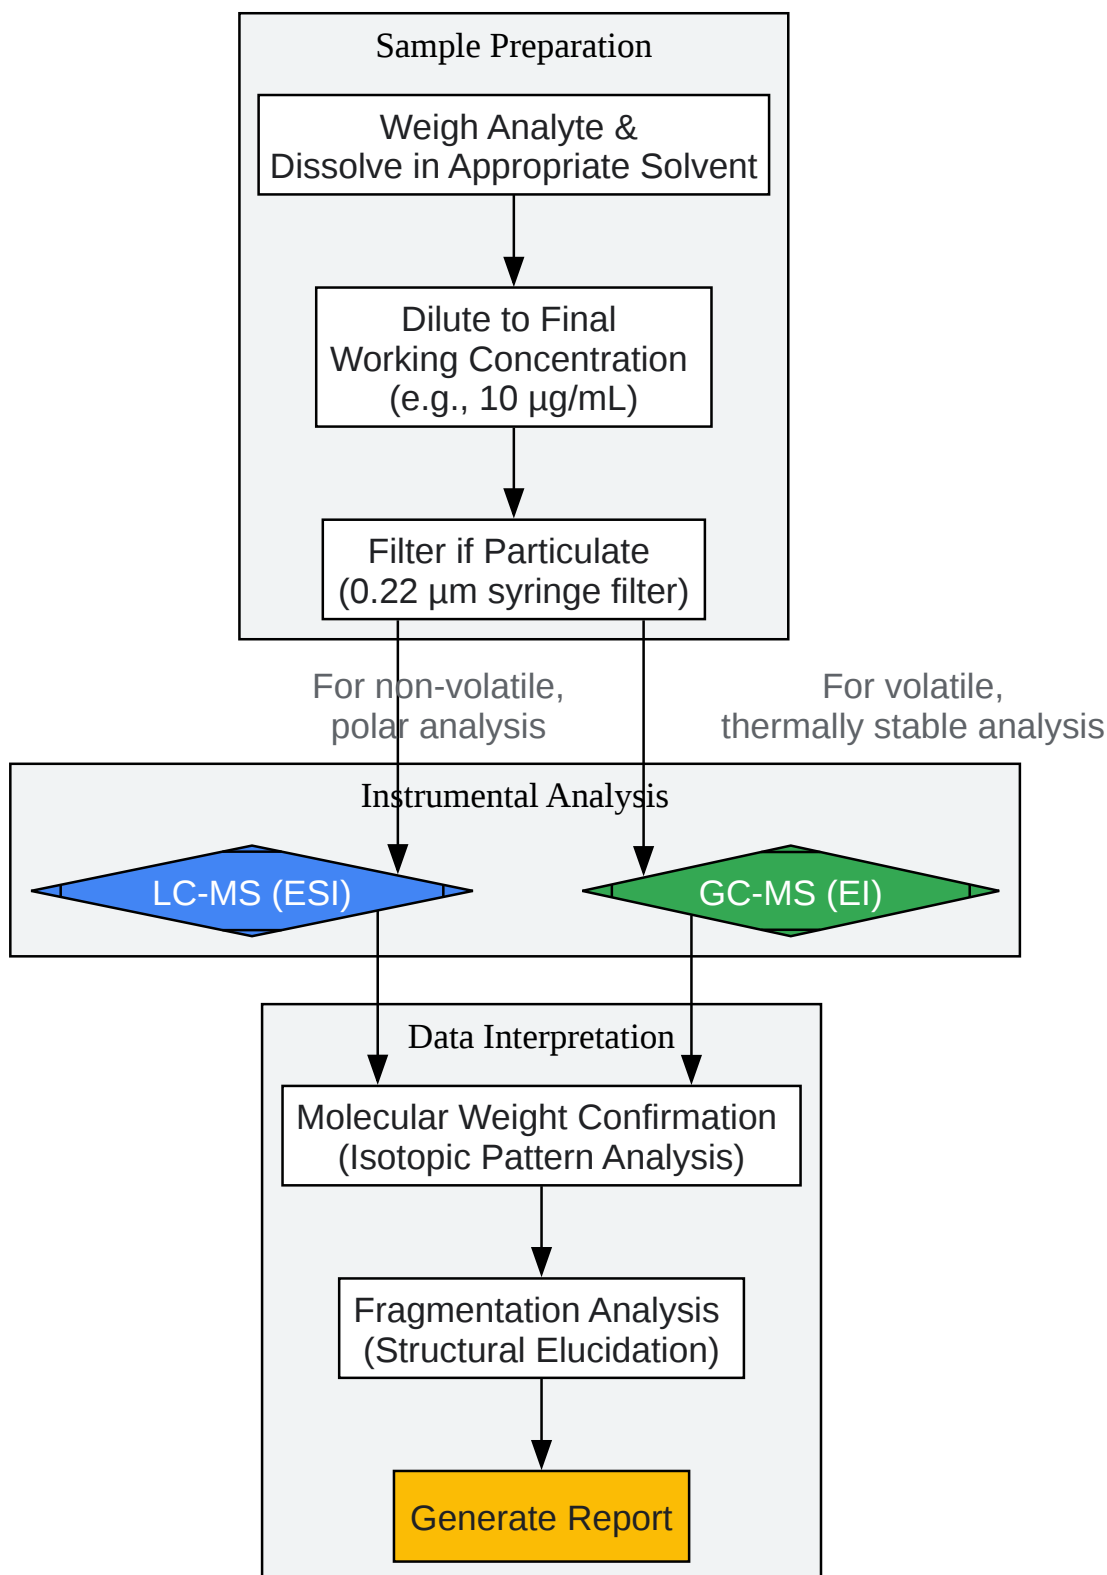 Sample Preparation
Weigh Analyte &
Dissolve in Appropriate Solvent
Dilute to Final
Working Concentration
(e.g., 10 µg/mL)
Filter if Particulate
(0.22 µm syringe filter)
For non-volatile,
polar analysis
For volatile,
thermally stable analysis
Instrumental Analysis
LC-MS (ESI)
GC-MS (EI)
Data Interpretation
Molecular Weight Confirmation
(Isotopic Pattern Analysis)
Fragmentation Analysis
(Structural Elucidation)
Generate Report